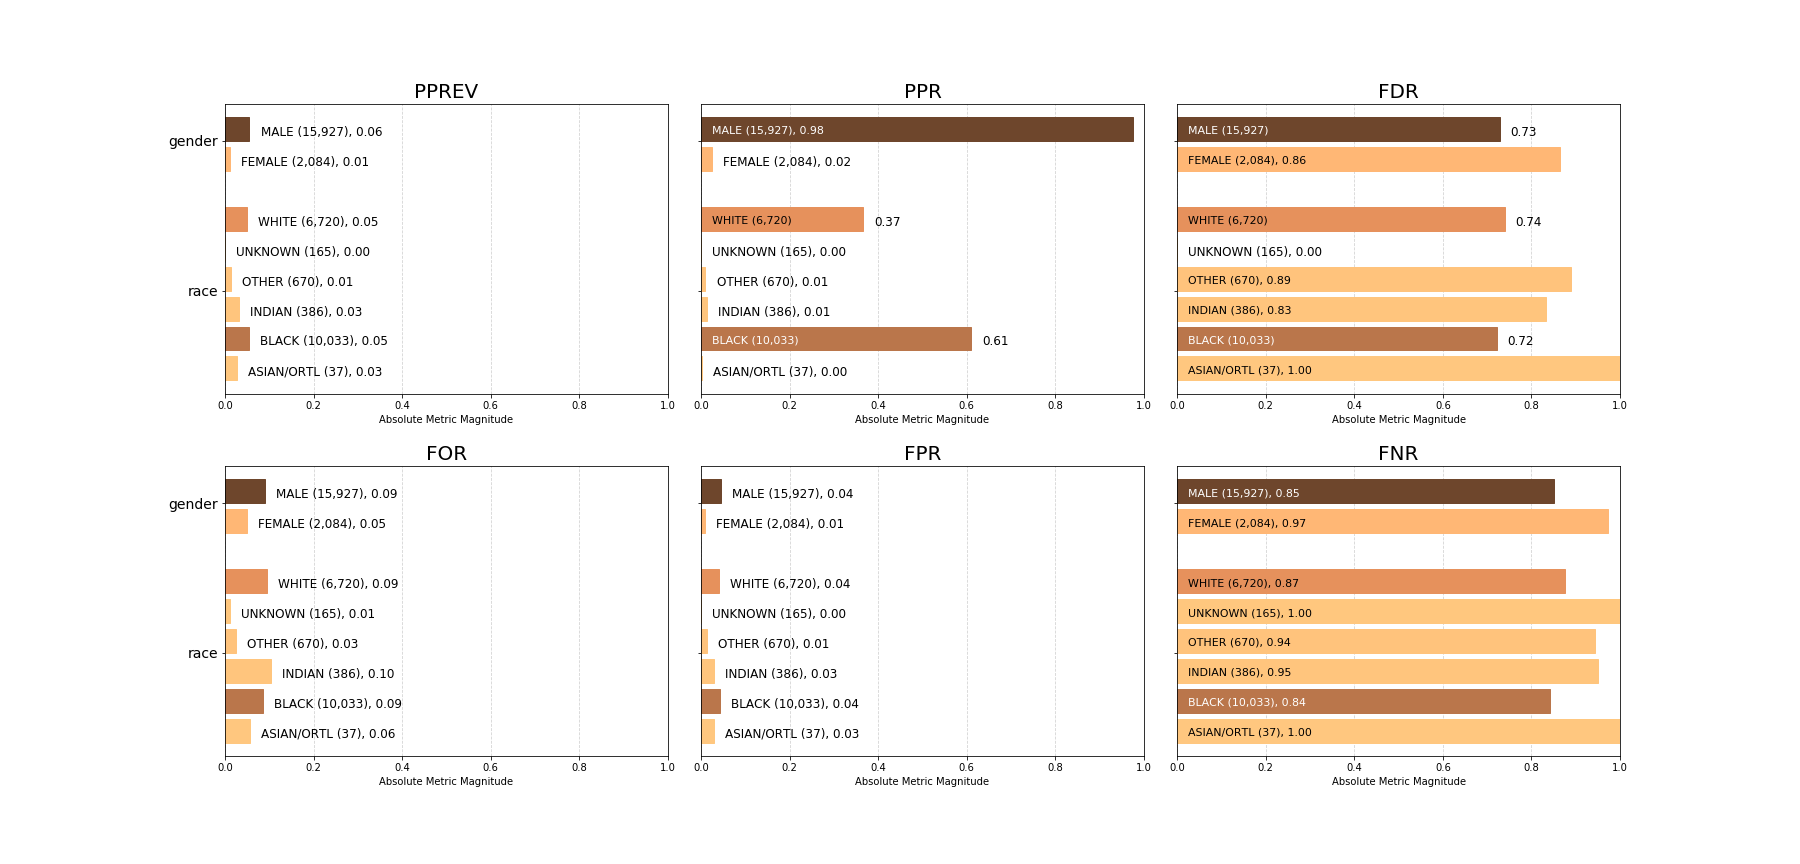 PPREV
gender
MALE (15,927), 0.06
FEMALE (2,084), 0.01
race
WHITE (6,720), 0.05
UNKNOWN (165), 0.00
OTHER (670), 0.01
INDIAN (386), 0.03
BLACK (10,033), 0.05
ASIAN/ORTL (37), 0.03
0.0 0.2 0.4 0.6 0.8 1.0
Absolute Metric Magnitude
PPR
MALE (15,927), 0.98
FEMALE (2,084), 0.02
WHITE (6,720) 0.37
UNKNOWN (165), 0.00
OTHER (670), 0.01
INDIAN (386), 0.01
BLACK (10,033) 0.61
ASIAN/ORTL (37), 0.00
0.0 0.2 0.4 0.6 0.8 1.0
Absolute Metric Magnitude
FDR
MALE (15,927) 0.73
FEMALE (2,084), 0.86
WHITE (6,720) 0.74
UNKNOWN (165), 0.00
OTHER (670), 0.89
INDIAN (386), 0.83
BLACK (10,033) 0.72
ASIAN/ORTL (37), 1.00
0.0 0.2 0.4 0.6 0.8 1.0
Absolute Metric Magnitude
FOR
gender
MALE (15,927), 0.09
FEMALE (2,084), 0.05
race
WHITE (6,720), 0.09
UNKNOWN (165), 0.01
OTHER (670), 0.03
INDIAN (386), 0.10
BLACK (10,033), 0.09
ASIAN/ORTL (37), 0.06
0.0 0.2 0.4 0.6 0.8 1.0
Absolute Metric Magnitude
FPR
MALE (15,927), 0.04
FEMALE (2,084), 0.01
WHITE (6,720), 0.04
UNKNOWN (165), 0.00
OTHER (670), 0.01
INDIAN (386), 0.03
BLACK (10,033), 0.04
ASIAN/ORTL (37), 0.03
0.0 0.2 0.4 0.6 0.8 1.0
Absolute Metric Magnitude
FNR
MALE (15,927), 0.85
FEMALE (2,084), 0.97
WHITE (6,720), 0.87
UNKNOWN (165), 1.00
OTHER (670), 0.94
INDIAN (386), 0.95
BLACK (10,033), 0.84
ASIAN/ORTL (37), 1.00
0.0 0.2 0.4 0.6 0.8 1.0
Absolute Metric Magnitude